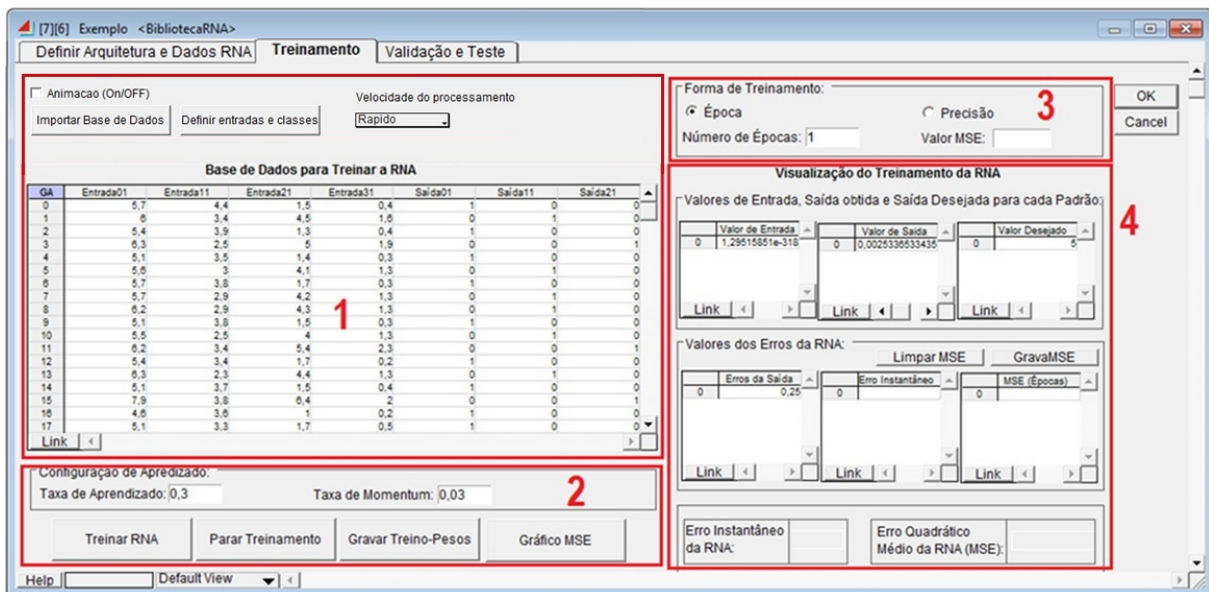 [7][6] Exemplo <BibliotecaRNA>
Definir Arquitetura e Dados RNA Treinamento Validação e Teste
Animacao (On/OFF)
Velocidade do processamento
Importar Base de Dados Definir entradas e classes Rapido
Base de Dados para Treinar a RNA
GA Entrada01 Entrada11 Entrada21 Entrada31 Saída01 Saída11 Saída21
0 5,7 4,4 1,5 0,4 1 0 0
1 6 3,4 4,5 1,6 0 1 0
2 5,4 3,9 1,3 0,4 1 0 0
3 6,3 2,5 5 1,9 0 0 1
4 5,1 3,5 1,4 0,3 1 0 0
5 5,6 3 4,1 1,3 0 1 0
6 5,7 3,8 1,7 0,3 1 0 0
7 5,7 2,9 4,2 1,3 0 1 0
8 6,2 2,9 4,3 1,3 0 1 0
9 5,1 3,8 1,5 0,3 1 0 0
10 5,5 2,5 4 1,3 0 1 0
11 6,2 3,4 5,4 2,3 0 0 1
12 5,4 3,4 1,7 0,2 1 0 0
13 6,3 2,3 4,4 1,3 0 1 0
14 5,1 3,7 1,5 0,4 1 0 0
15 7,9 3,8 6,4 2 0 0 1
16 4,6 3,6 1 0,2 1 0 0
17 5,1 3,3 1,7 0,5 1 0 0
Link
1
Configuração de Apredizado:
Taxa de Aprendizado: 0,3 Taxa de Momentum: 0,03
2
Treinar RNA Parar Treinamento Gravar Treino-Pesos Gráfico MSE
Forma de Treinamento:
Época Precisão
3
Número de Épocas: 1 Valor MSE:
OK
Cancel
Visualização do Treinamento da RNA
4
Valores de Entrada, Saída obtida e Saída Desejada para cada Padrão:
Valor de Entrada Valor de Saida Valor Desejado
0 1,29515851e-318 0 0,0025336533435 0 5
Link Link Link
Valores dos Erros da RNA:
Limpar MSE GravaMSE
Erros da Saída Erro Instantâneo MSE (Épocas)
0 0,25 0 0
Link Link Link
Erro Instantâneo
da RNA:
Erro Quadrático
Médio da RNA (MSE):
Help Default View